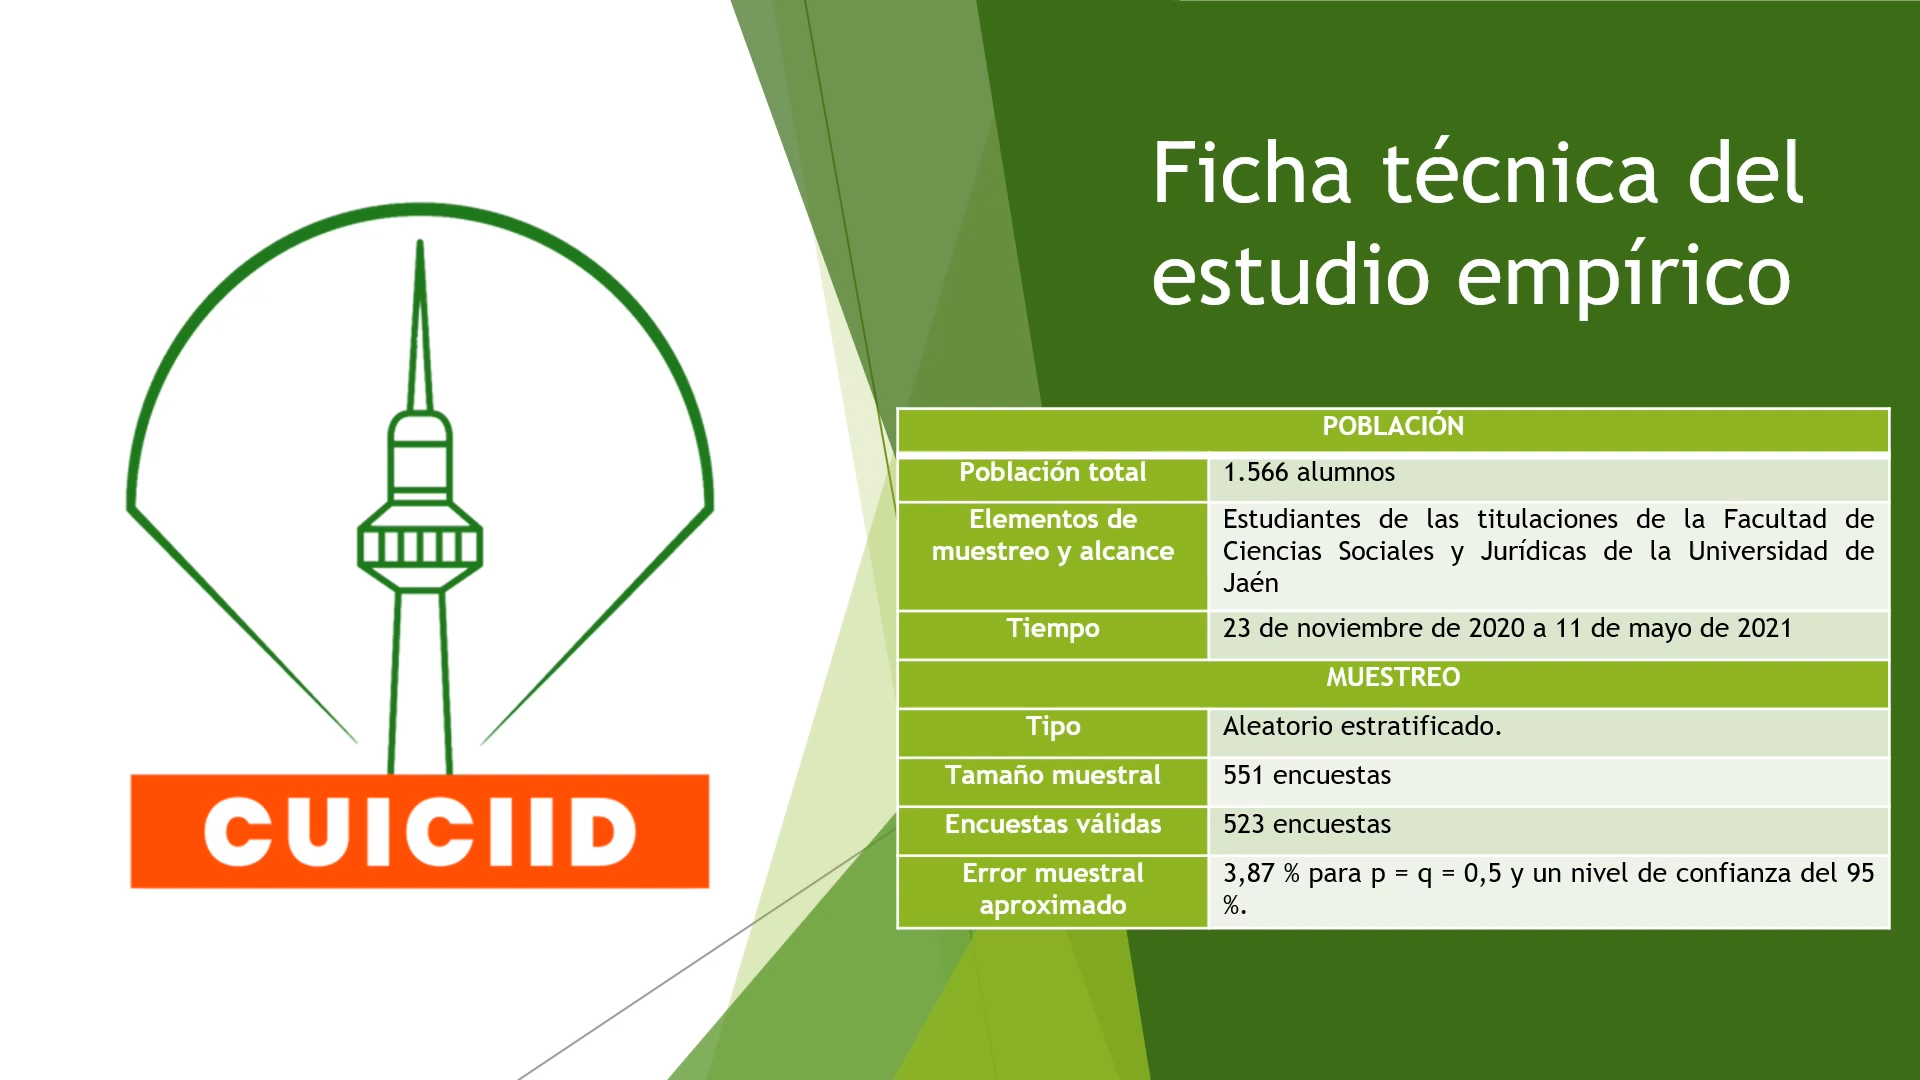 Ficha técnica del
estudio empírico
POBLACIÓN
Población total
1.566 alumnos
Elementos de
muestreo y alcance
Estudiantes de las titulaciones de la Facultad de
Ciencias Sociales y Jurídicas de la Universidad de
Jaén
Tiempo
23 de noviembre de 2020 a 11 de mayo de 2021
MUESTREO
Tipo
Aleatorio estratificado.
Tamaño muestral
551 encuestas
Encuestas válidas
523 encuestas
Error muestral
aproximado
3,87 % para p = q = 0,5 y un nivel de confianza del 95
%.
CUICIID